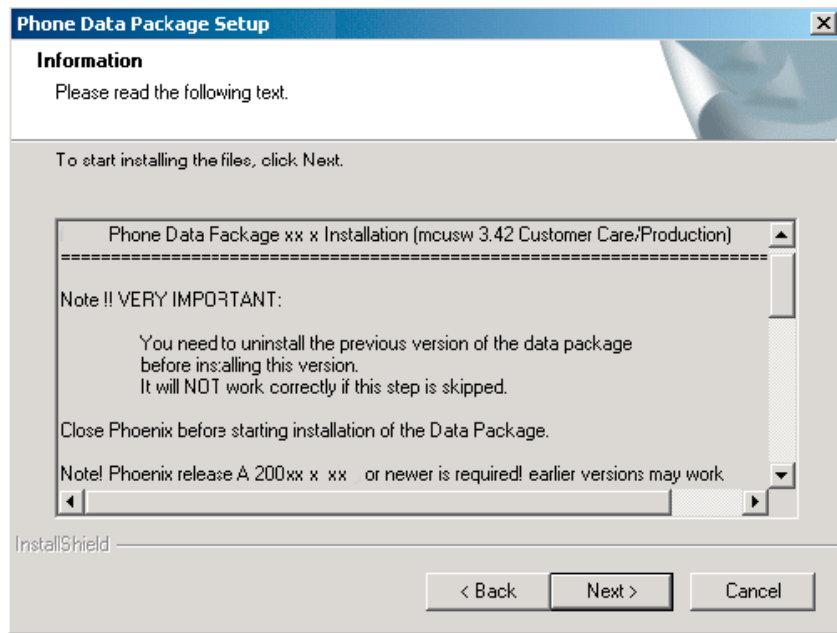 Phone Data Package Setup
Information
Please read the following text.
To start installing the files, click Next.
Phone Data Fackage xx x Installation (mcusw 3.42 Customer Care/Production)
========================================================================
Note !! VERY IMPORTANT:
You need to uninstall the previous version of the data package
before ins:alling this version.
It will NOT work correctly if this step is skipped.
Close Phoenix before starting installation of the Data Package.
Note! Phoenix release A 200xx x xx or newer is required! earlier versions may work
InstallShield
< Back
Next >
Cancel